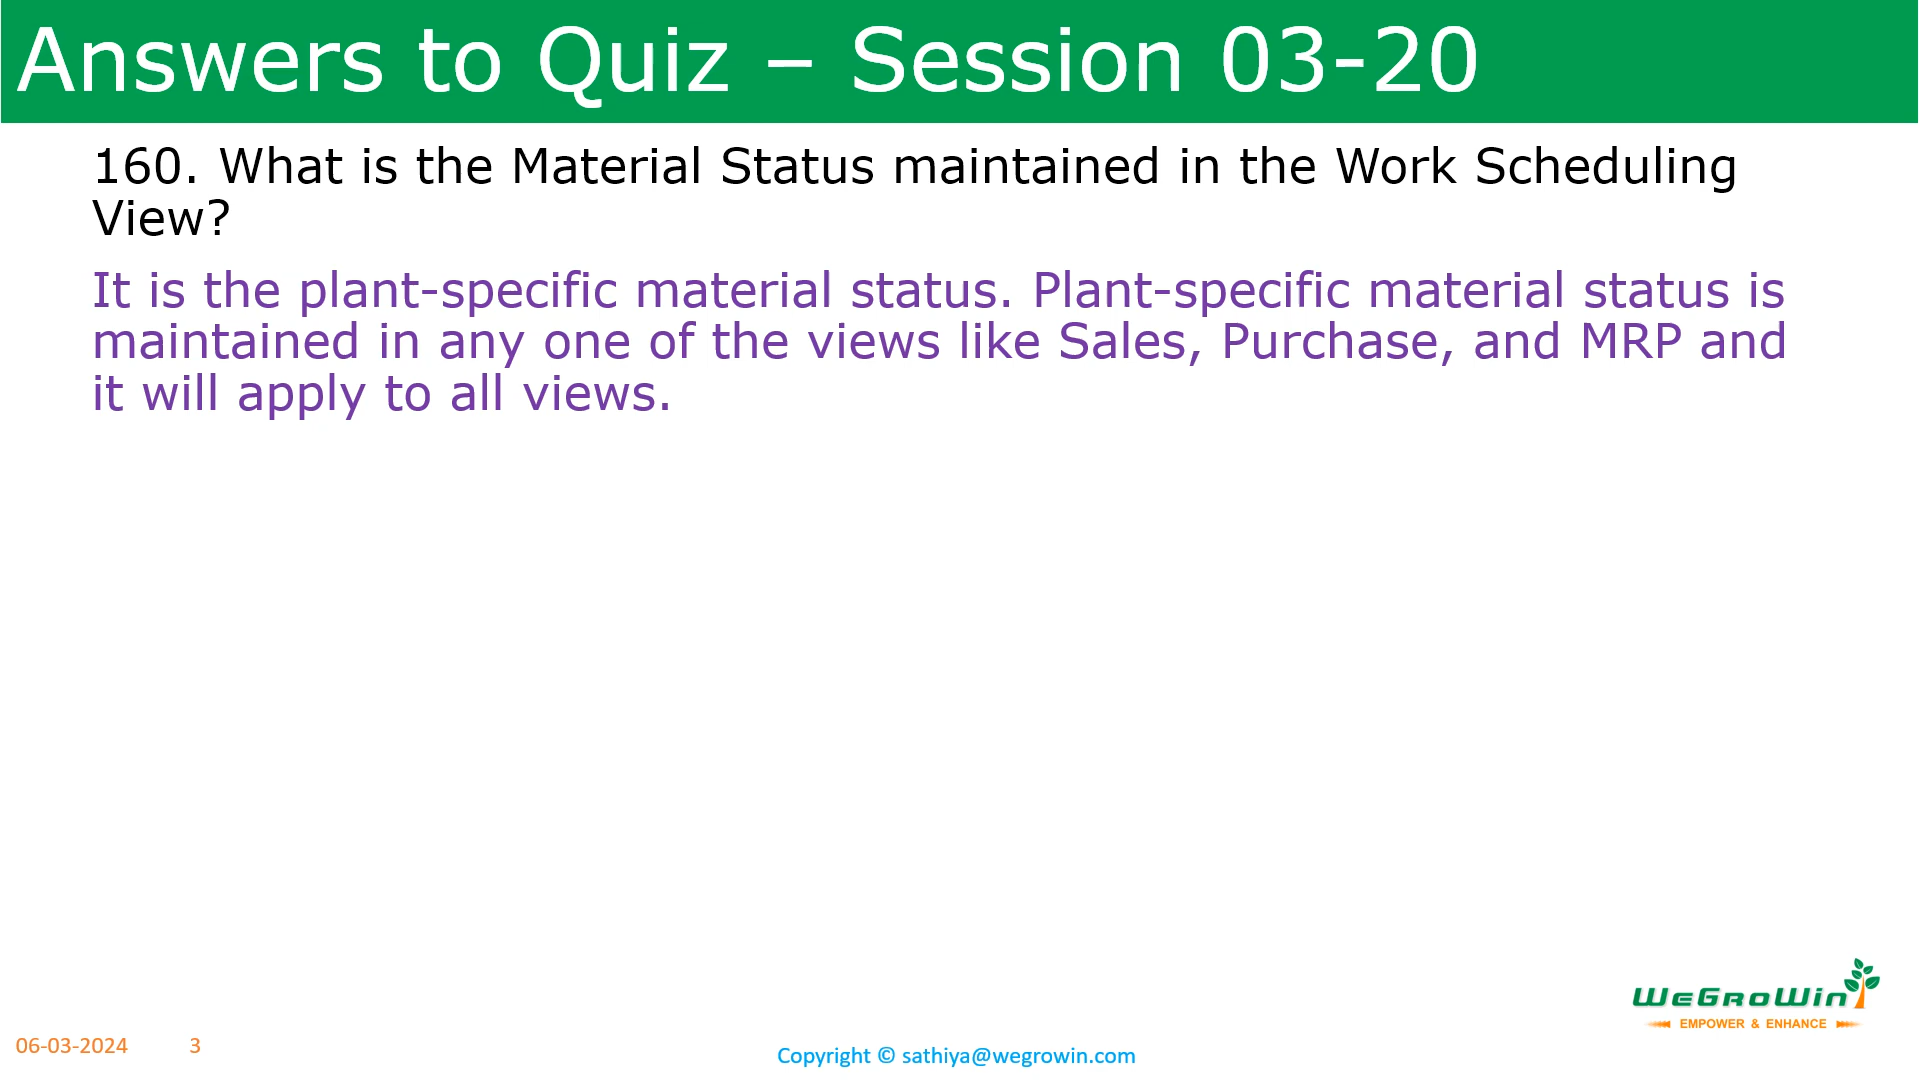 Answers to Quiz – Session 03-20
160. What is the Material Status maintained in the Work Scheduling
View?
It is the plant-specific material status. Plant-specific material status is
maintained in any one of the views like Sales, Purchase, and MRP and
it will apply to all views.
WeGroWin
EMPOWER & ENHANCE
06-03-2024 3
Copyright © sathiya@wegrowin.com